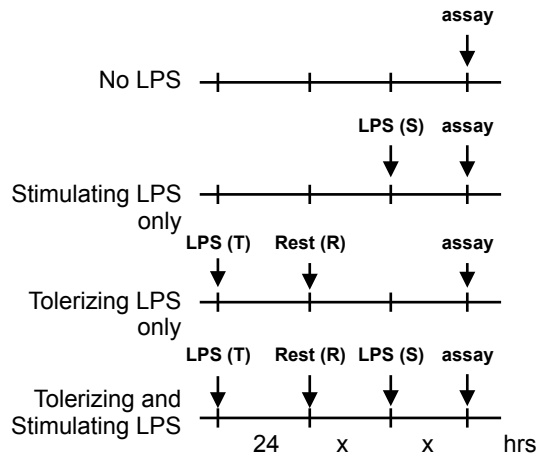 assay
No LPS
LPS (S) assay
Stimulating LPS
only
LPS (T) Rest (R) assay
Tolerizing LPS
only
LPS (T) Rest (R) LPS (S) assay
Tolerizing and
Stimulating LPS
24 x x hrs